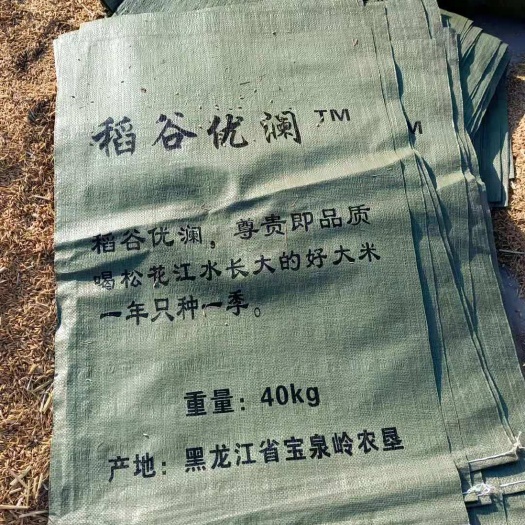 稻谷优澜™
M
稻谷优澜，尊贵即品质
喝松花江水长大的好大米
一年只种一季。
重量：40kg
产地：黑龙江省宝泉岭农垦